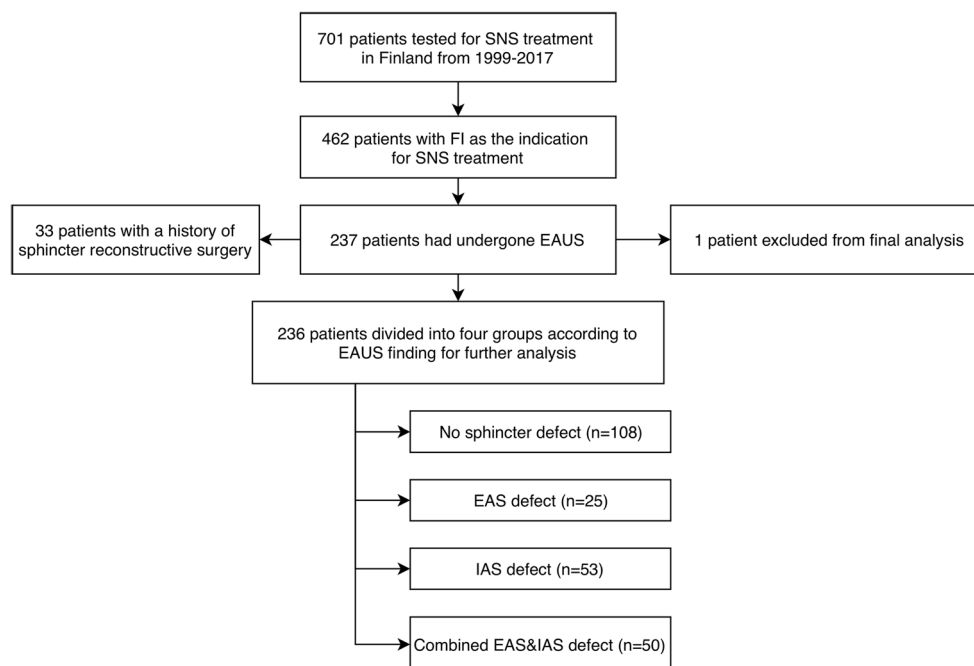 701 patients tested for SNS treatment
in Finland from 1999-2017
462 patients with FI as the indication
for SNS treatment
33 patients with a history of
sphincter reconstructive surgery
237 patients had undergone EAUS
1 patient excluded from final analysis
236 patients divided into four groups according to
EAUS finding for further analysis
No sphincter defect (n=108)
EAS defect (n=25)
IAS defect (n=53)
Combined EAS&IAS defect (n=50)